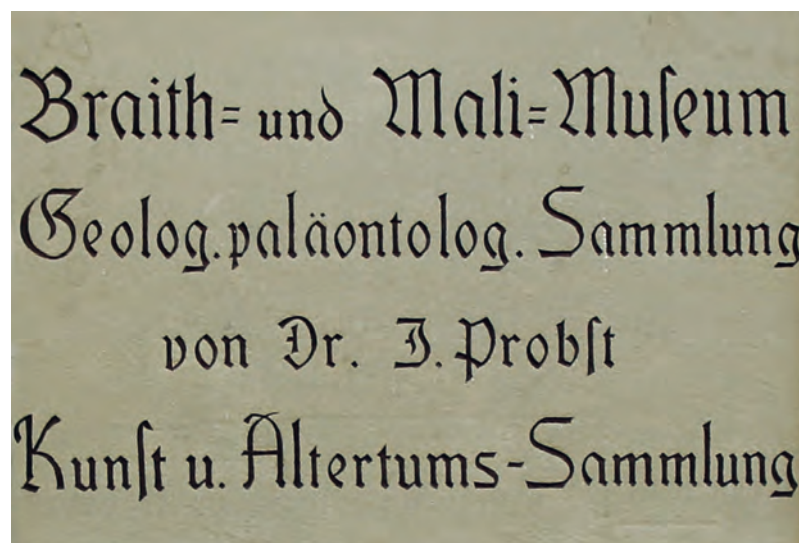 Braith= und Mali=Muſeum
Geolog. paläontolog. Sammlung
von Dr. J. Probſt
Kunſt u. Altertums-Sammlung